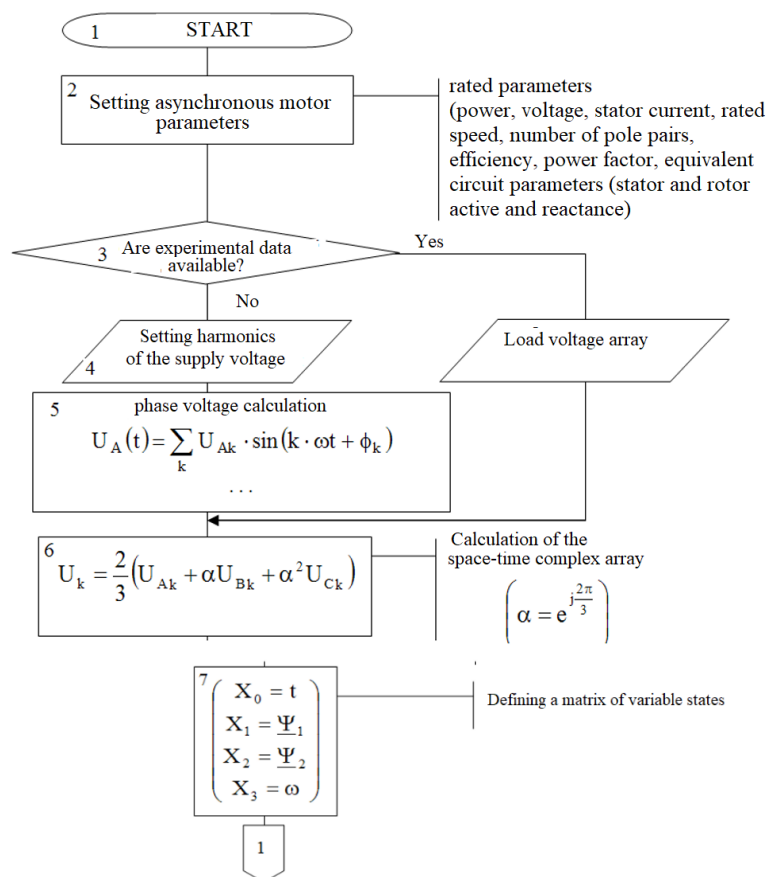 1 START
2
Setting asynchronous motor
parameters
rated parameters
(power, voltage, stator current, rated
speed, number of pole pairs,
efficiency, power factor, equivalent
circuit parameters (stator and rotor
active and reactance)
3 Are experimental data
available?
Yes
No
Setting harmonics
of the supply voltage
4
Load voltage array
5 phase voltage calculation
U_A(t)=∑_k U_Ak·sin(k·ωt+ϕ_k)
...
6
U_k = 2/3(U_Ak + αU_Bk + α²U_Ck)
Calculation of the
space-time complex array
(α = e^(j2π/3))
7
X_0 = t
X_1 = Ψ_1
X_2 = Ψ_2
X_3 = ω
Defining a matrix of variable states
1